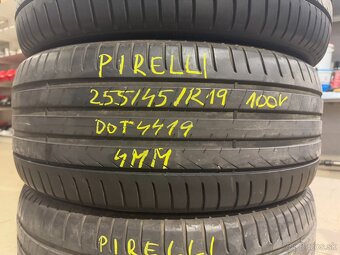 PIRELLI
255/45/R19 100V
DOT4419
4MM
PIRELLI